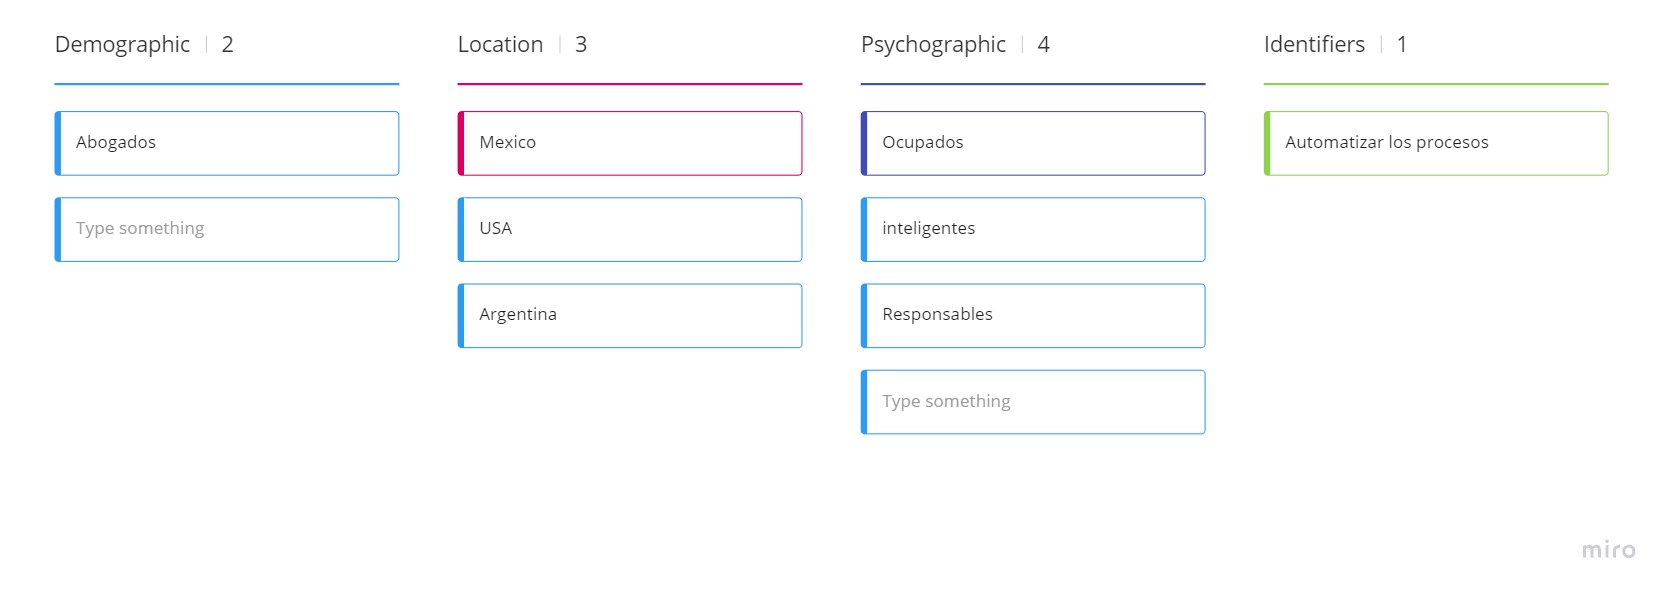 Demographic | 2
Abogados
Type something
Location | 3
Mexico
USA
Argentina
Psychographic | 4
Ocupados
inteligentes
Responsables
Type something
Identifiers | 1
Automatizar los procesos
miro